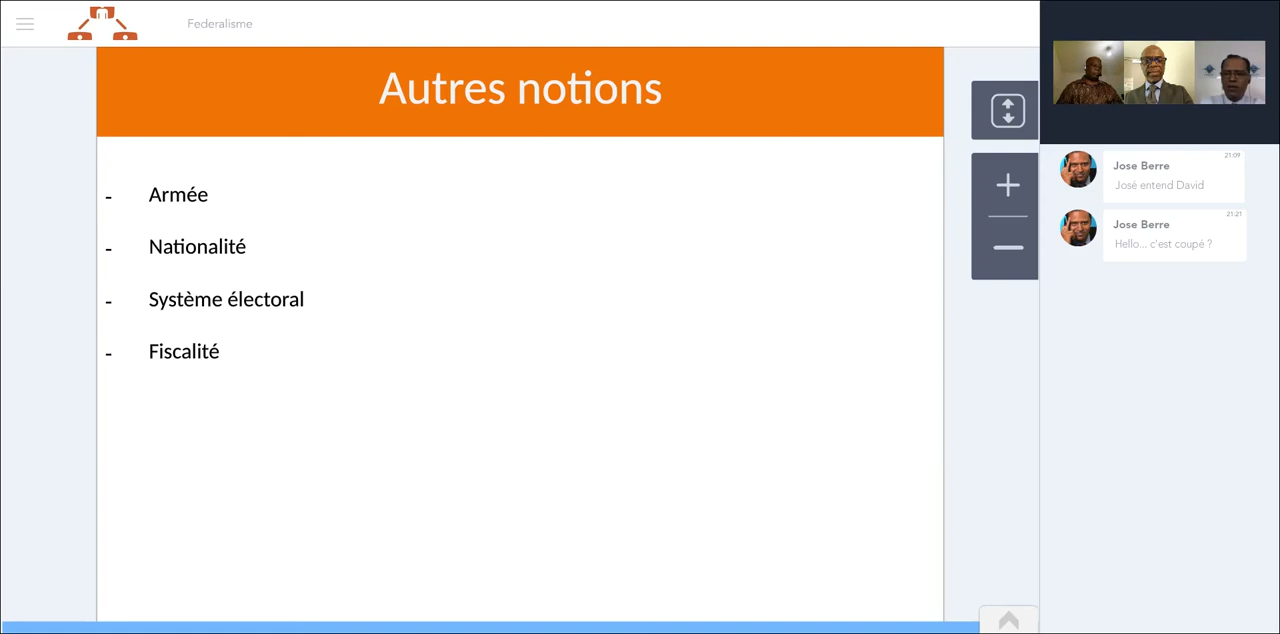 Federalisme
Autres notions
- Armée
- Nationalité
- Système électoral
- Fiscalité
21:09
Jose Berre
José entend David
21:21
Jose Berre
Hello... c'est coupé ?